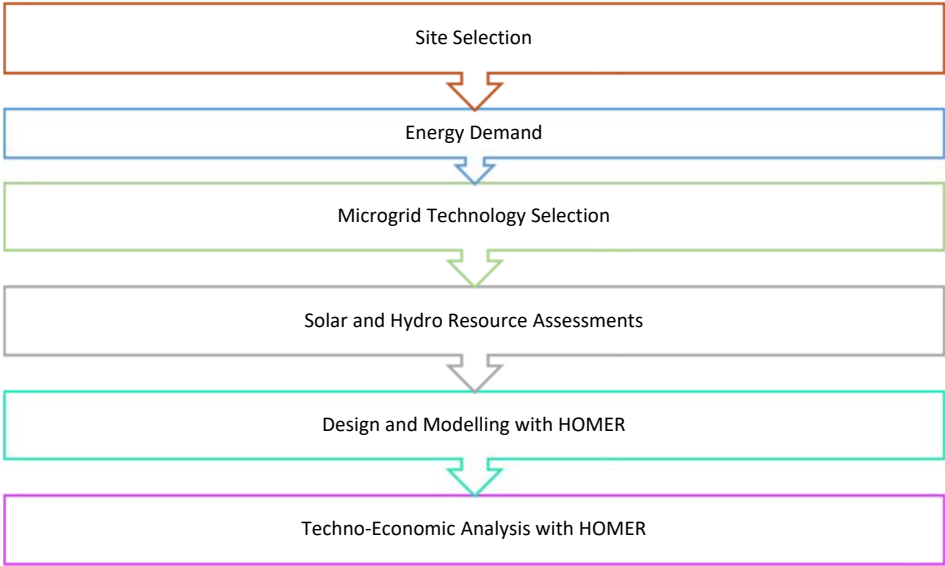 Site Selection
Energy Demand
Microgrid Technology Selection
Solar and Hydro Resource Assessments
Design and Modelling with HOMER
Techno-Economic Analysis with HOMER